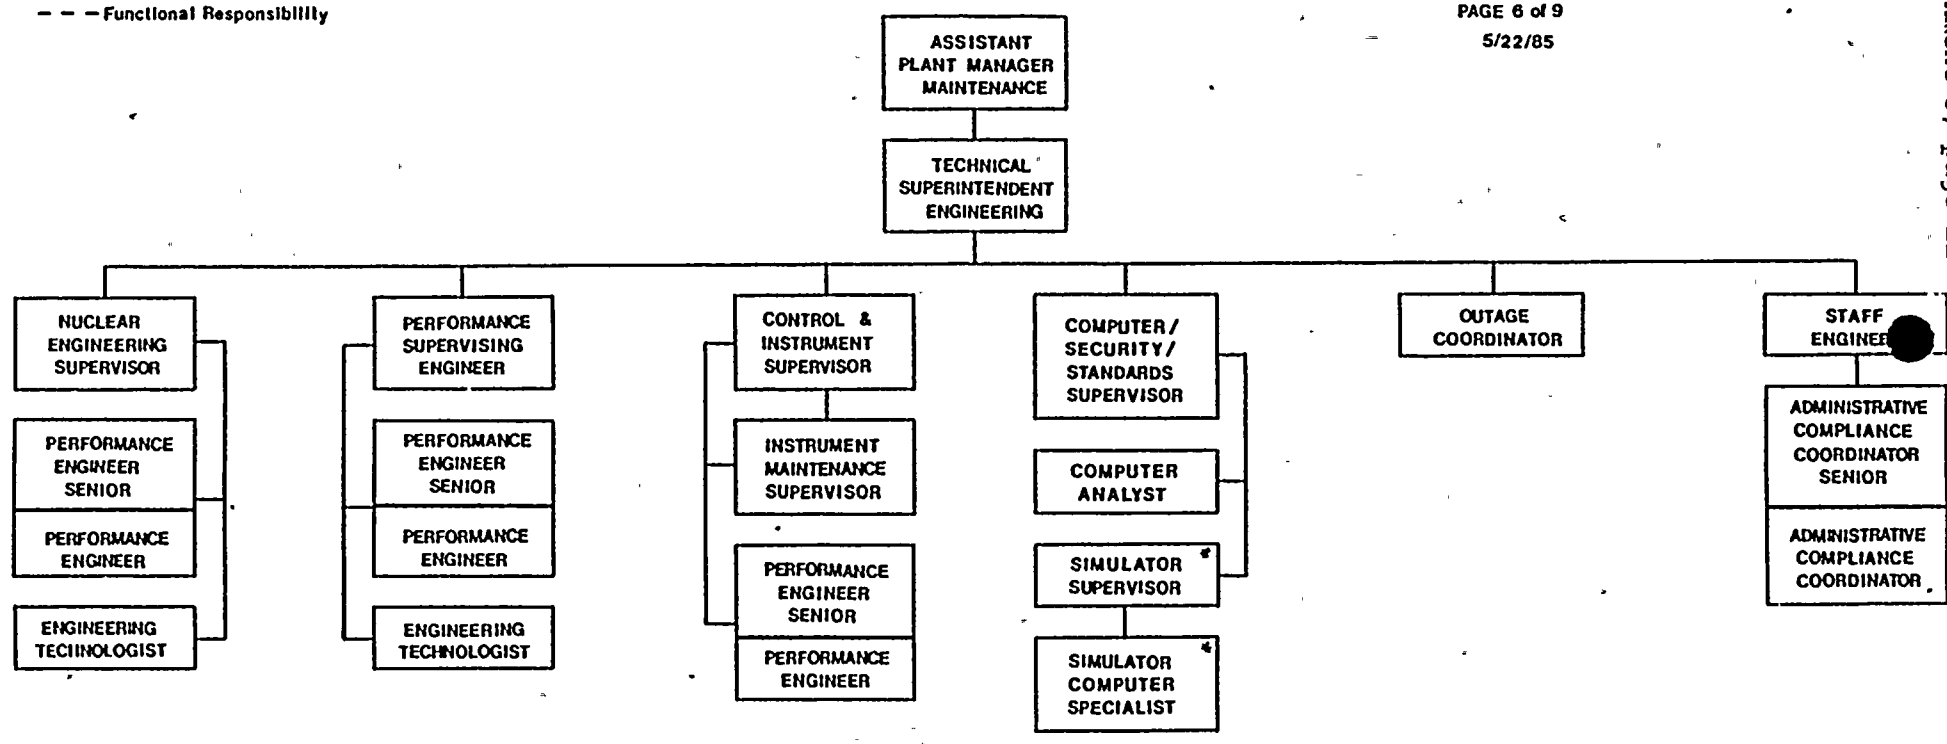 – – – Functional Responsibility
PAGE 6 of 9
5/22/85
ASSISTANT
PLANT MANAGER
MAINTENANCE
TECHNICAL
SUPERINTENDENT
ENGINEERING
NUCLEAR
ENGINEERING
SUPERVISOR
PERFORMANCE
ENGINEER
SENIOR
PERFORMANCE
ENGINEER
ENGINEERING
TECHNOLOGIST
PERFORMANCE
SUPERVISING
ENGINEER
PERFORMANCE
ENGINEER
SENIOR
PERFORMANCE
ENGINEER
ENGINEERING
TECHNOLOGIST
CONTROL &
INSTRUMENT
SUPERVISOR
INSTRUMENT
MAINTENANCE
SUPERVISOR
PERFORMANCE
ENGINEER
SENIOR
PERFORMANCE
ENGINEER
COMPUTER/
SECURITY/
STANDARDS
SUPERVISOR
COMPUTER
ANALYST
SIMULATOR *
SUPERVISOR
SIMULATOR *
COMPUTER
SPECIALIST
OUTAGE
COORDINATOR
STAFF
ADMINISTRATIVE
COMPLIANCE
COORDINATOR
SENIOR
ADMINISTRATIVE
COMPLIANCE
COORDINATOR